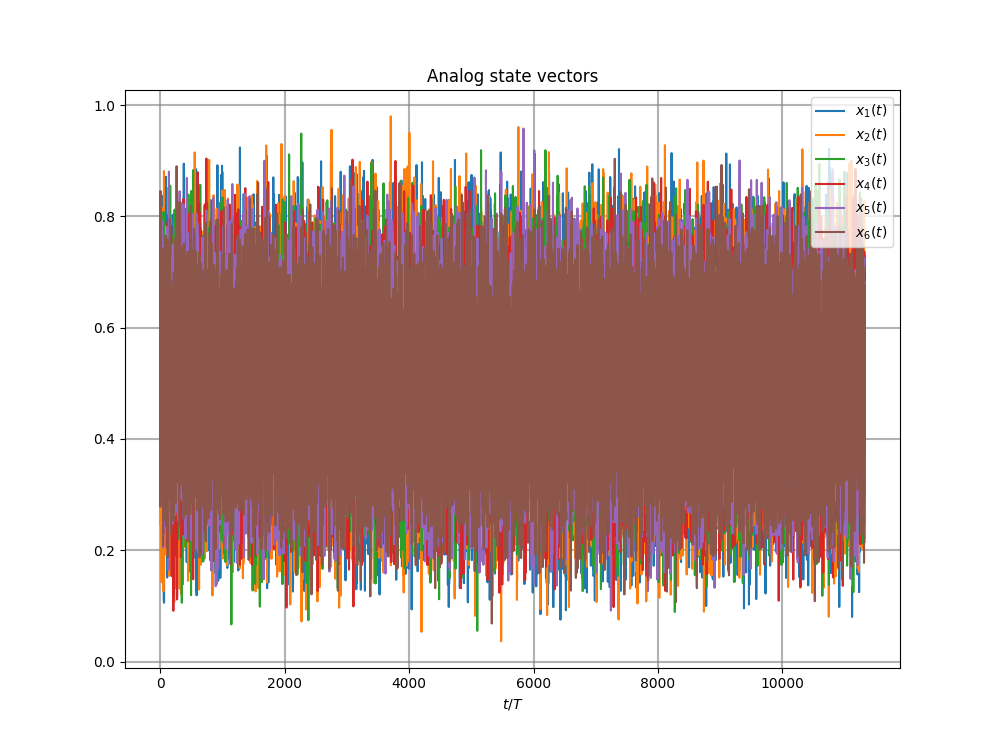 Analog state vectors
1.0
0.8
0.6
0.4
0.2
0.0
0 2000 4000 6000 8000 10000
t/T
x₁(t)
x₂(t)
x₃(t)
x₄(t)
x₅(t)
x₆(t)